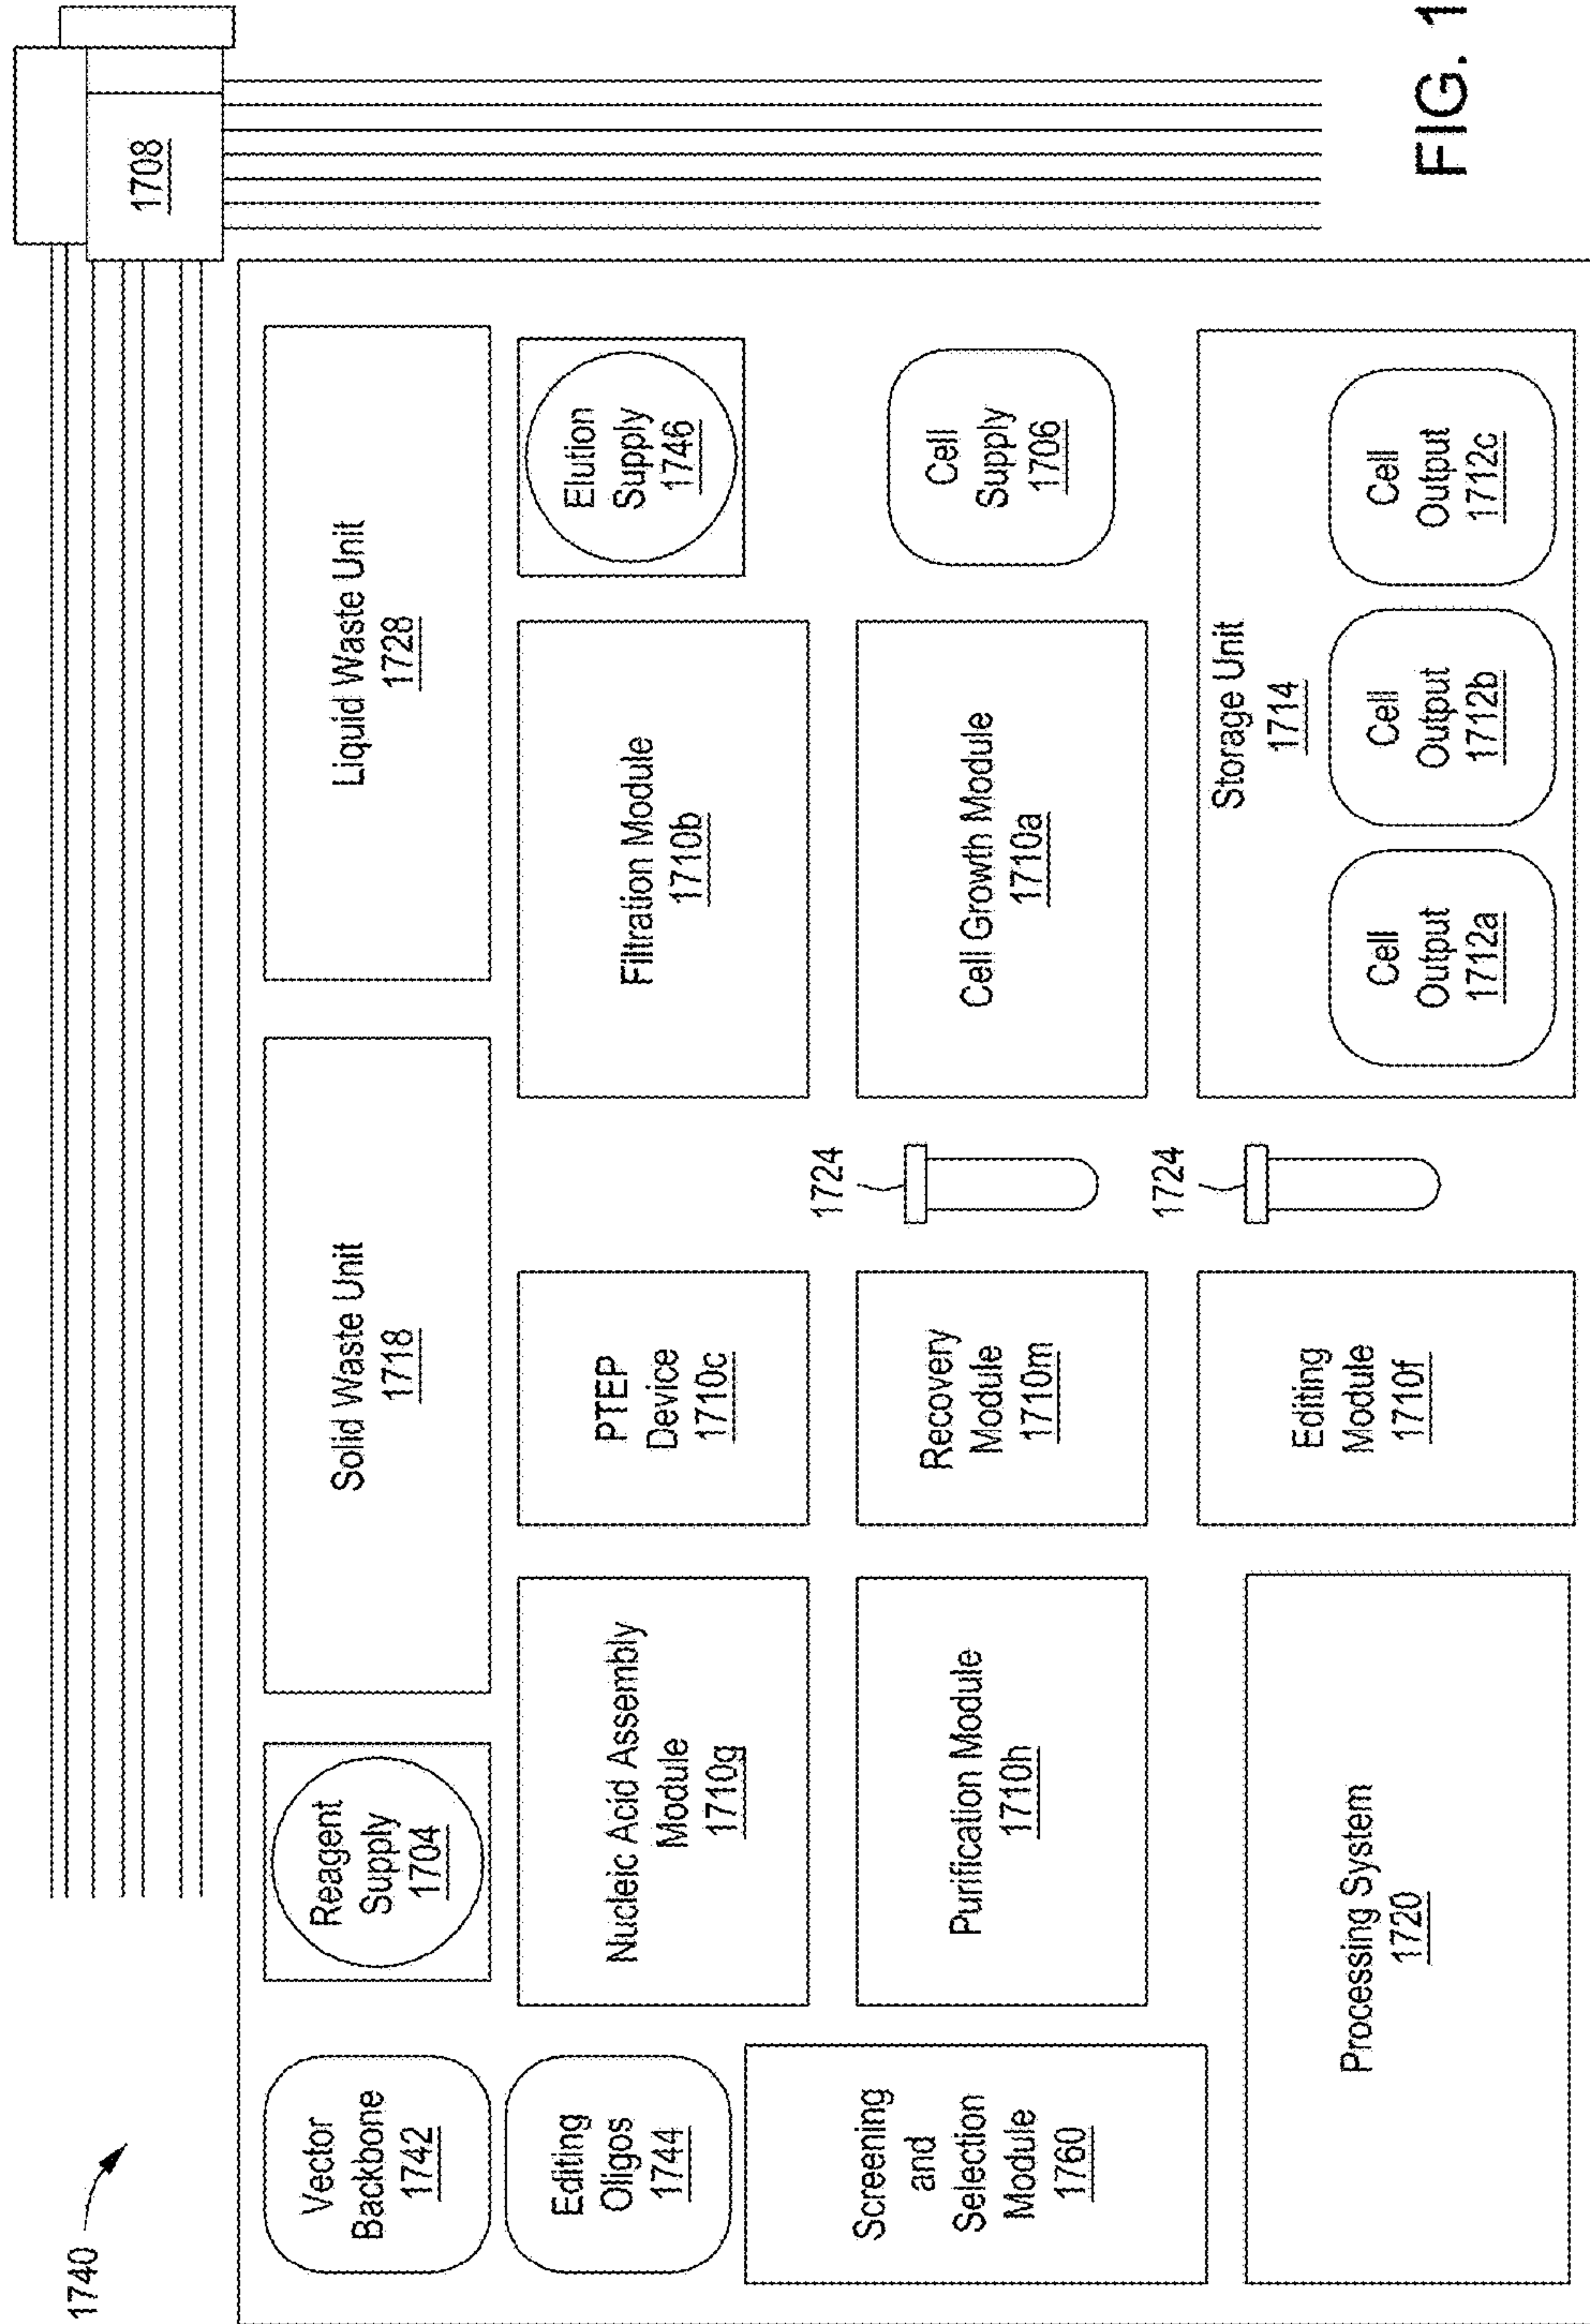 1740
1708
Vector
Backbone
1742
Reagent
Supply
1704
Solid Waste Unit
1718
Liquid Waste Unit
1728
Editing
Oligos
1744
Nucleic Acid Assembly
Module
1710g
PTEP
Device
1710c
Filtration Module
1710b
Elution
Supply
1746
Screening
and
Selection
Module
1760
Purification Module
1710h
Recovery
Module
1710m
1724
Cell Growth Module
1710a
Cell
Supply
1706
Processing System
1720
Editing
Module
1710f
1724
Storage Unit
1714
Cell
Output
1712a
Cell
Output
1712b
Cell
Output
1712c
FIG. 1